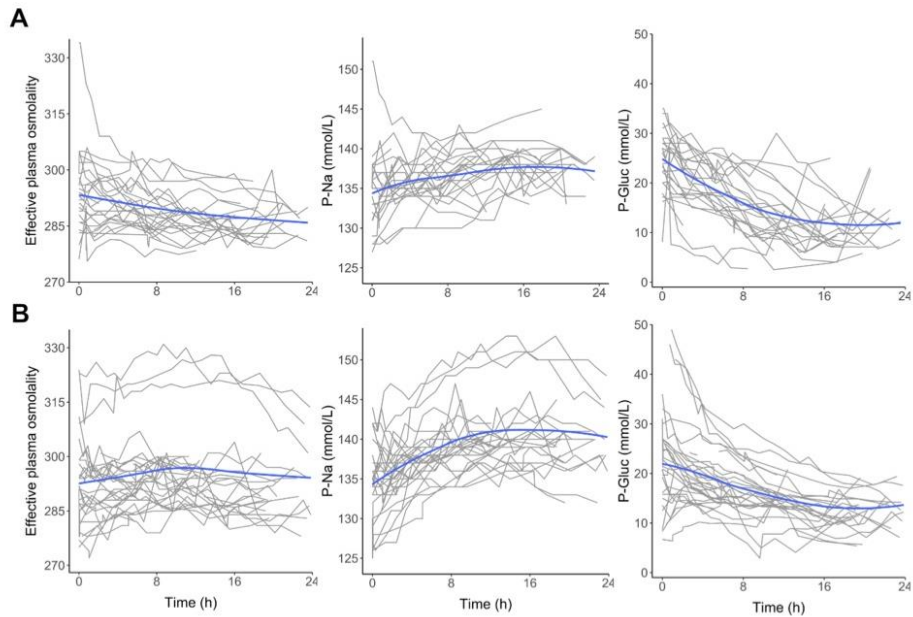 A
Effective plasma osmolality
330
315
300
285
270
0 8 16 24
P-Na (mmol/L)
150
145
140
135
130
125
0 8 16 24
P-Gluc (mmol/L)
50
40
30
20
10
0
0 8 16 24
B
Effective plasma osmolality
330
315
300
285
270
0 8 16 24
Time (h)
P-Na (mmol/L)
150
145
140
135
130
125
0 8 16 24
Time (h)
P-Gluc (mmol/L)
50
40
30
20
10
0
0 8 16 24
Time (h)